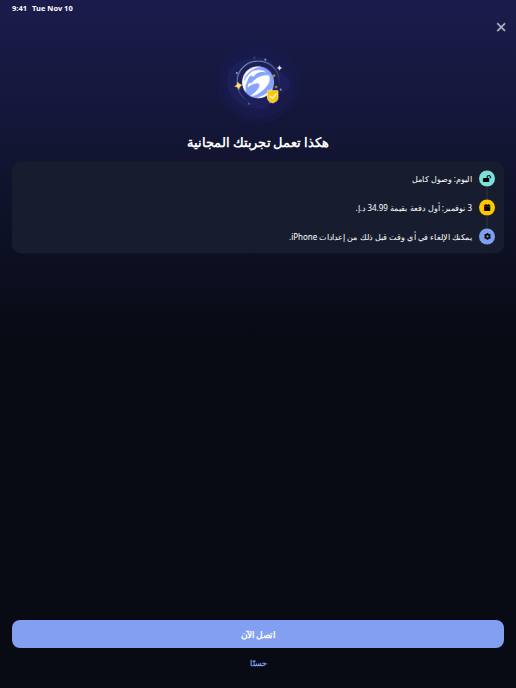 9:41 Tue Nov 10
هكذا تعمل تجربتك المجانية
اليوم: وصول كامل
3 نوفمبر: أول دفعة بقيمة 34.99 د.إ.
يمكنك الإلغاء في أي وقت قبل ذلك من إعدادات iPhone.
اتصل الآن
حسنًا